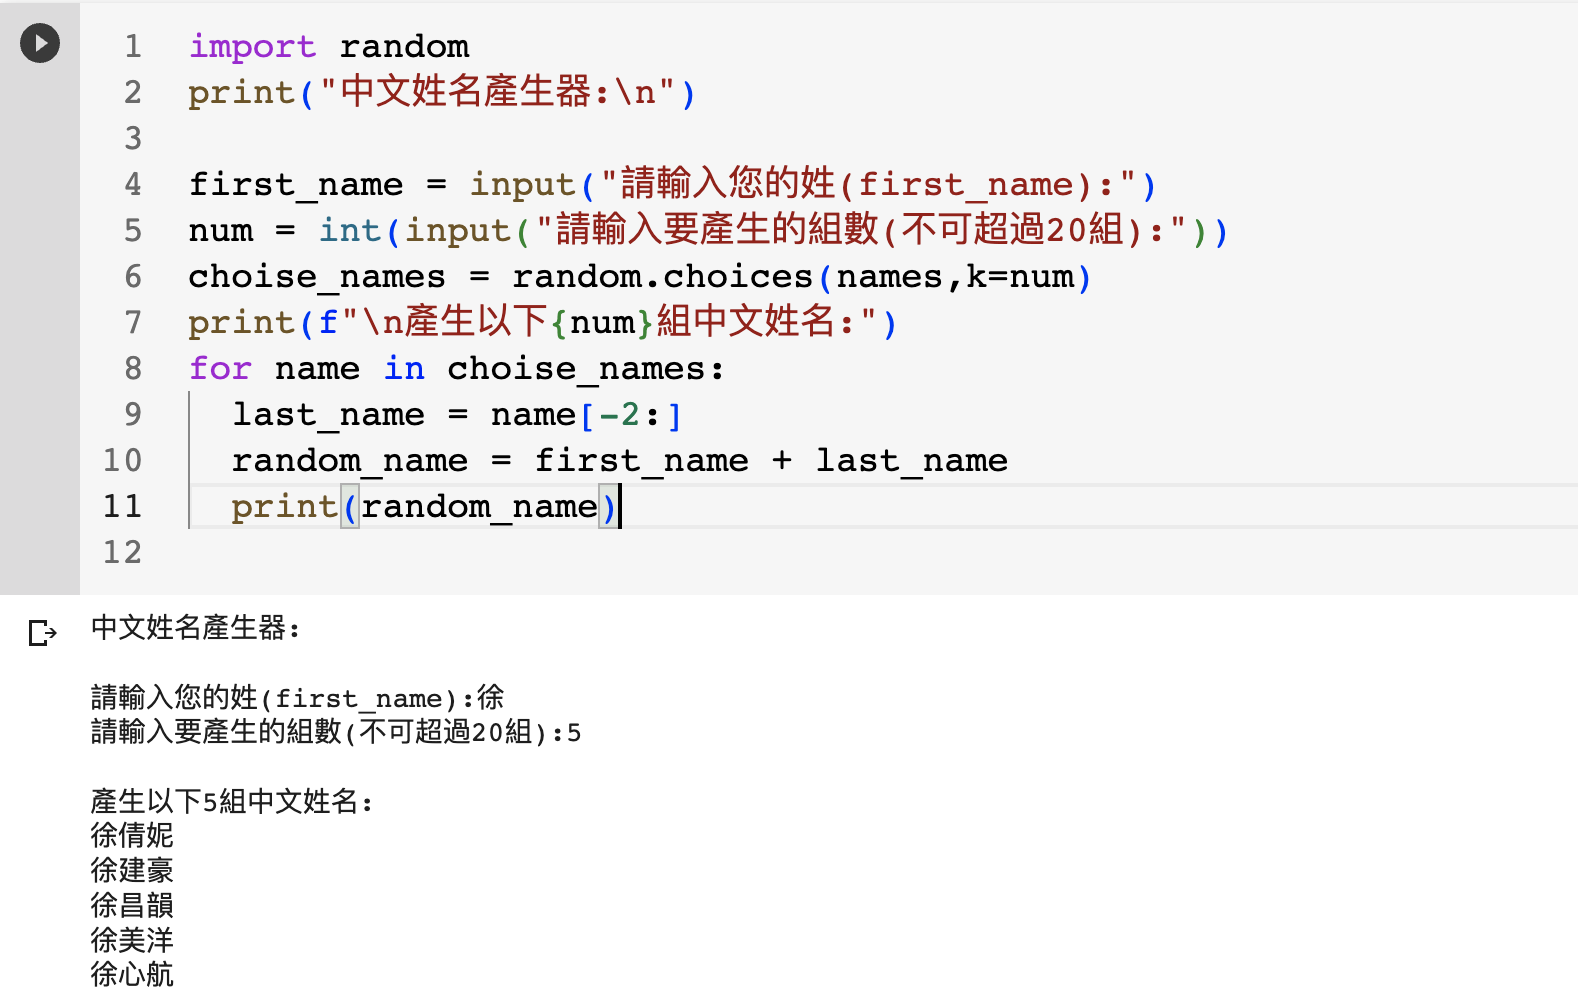 1 import random
2 print("中文姓名產生器:\n")
3
4 first_name = input("請輸入您的姓(first_name):")
5 num = int(input("請輸入要產生的組數(不可超過20組):"))
6 choise_names = random.choices(names,k=num)
7 print(f"\n產生以下{num}組中文姓名:")
8 for name in choise_names:
9   last_name = name[-2:]
10   random_name = first_name + last_name
11   print(random_name)
12
中文姓名產生器:
請輸入您的姓(first_name):徐
請輸入要產生的組數(不可超過20組):5
產生以下5組中文姓名:
徐倩妮
徐建豪
徐昌韻
徐美洋
徐心航